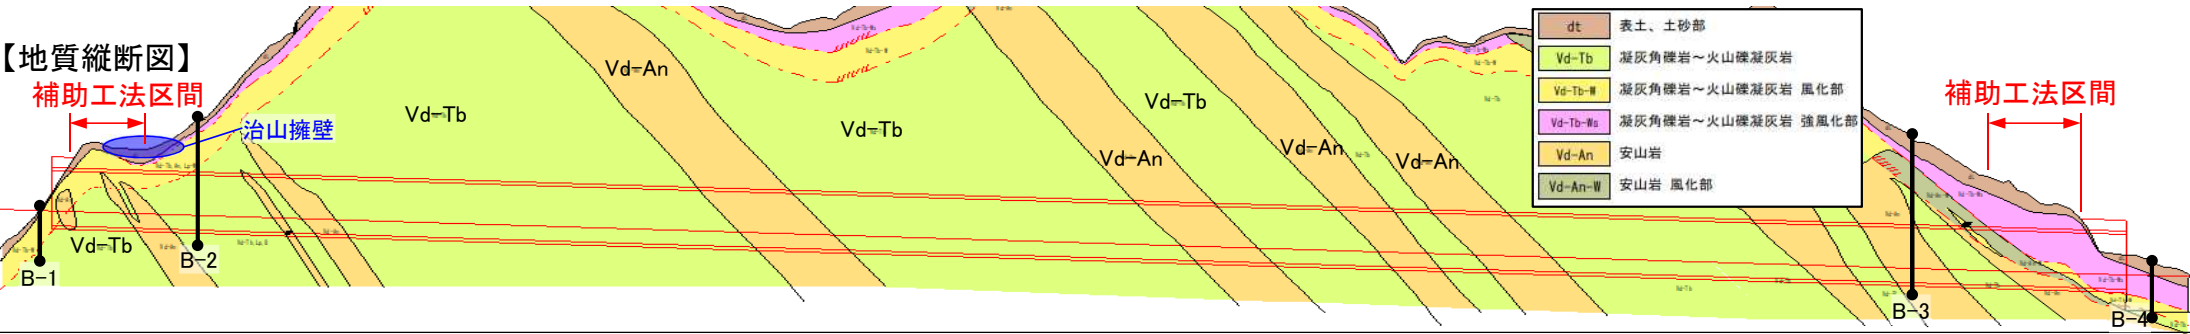 【地質縦断図】
補助工法区間
治山擁壁
Vd-Tb
Vd-An
Vd-Tb
Vd-Tb
Vd-An
Vd-An
Vd-An
Vd-Tb
B-1
B-2
B-3
B-4
補助工法区間
dt 表土、土砂部
Vd-Tb 凝灰角礫岩～火山礫凝灰岩
Vd-Tb-W 凝灰角礫岩～火山礫凝灰岩 風化部
Vd-Tb-Ws 凝灰角礫岩～火山礫凝灰岩 強風化部
Vd-An 安山岩
Vd-An-W 安山岩 風化部